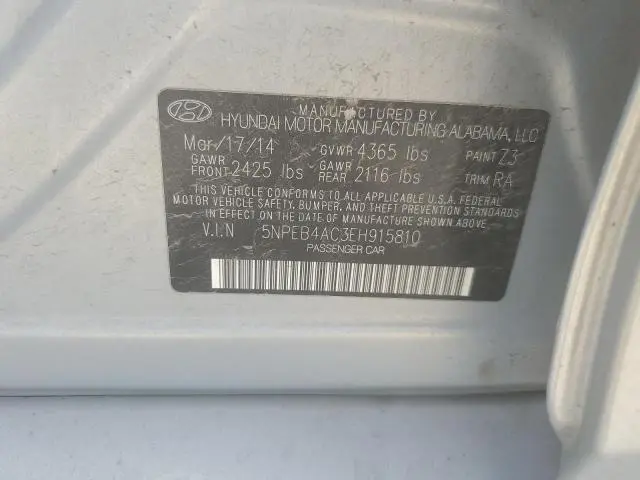 MANUFACTURED BY
HYUNDAI MOTOR MANUFACTURING ALABAMA, LLC
Mar/17/14 GVWR 4365 lbs PAINT Z3
GAWR FRONT 2425 lbs GAWR REAR 2116 lbs TRIM RA
THIS VEHICLE CONFORMS TO ALL APPLICABLE U.S.A. FEDERAL
MOTOR VEHICLE SAFETY, BUMPER, AND THEFT PREVENTION STANDARDS
IN EFFECT ON THE DATE OF MANUFACTURE SHOWN ABOVE.
V.I.N 5NPEB4AC3EH915810
PASSENGER CAR